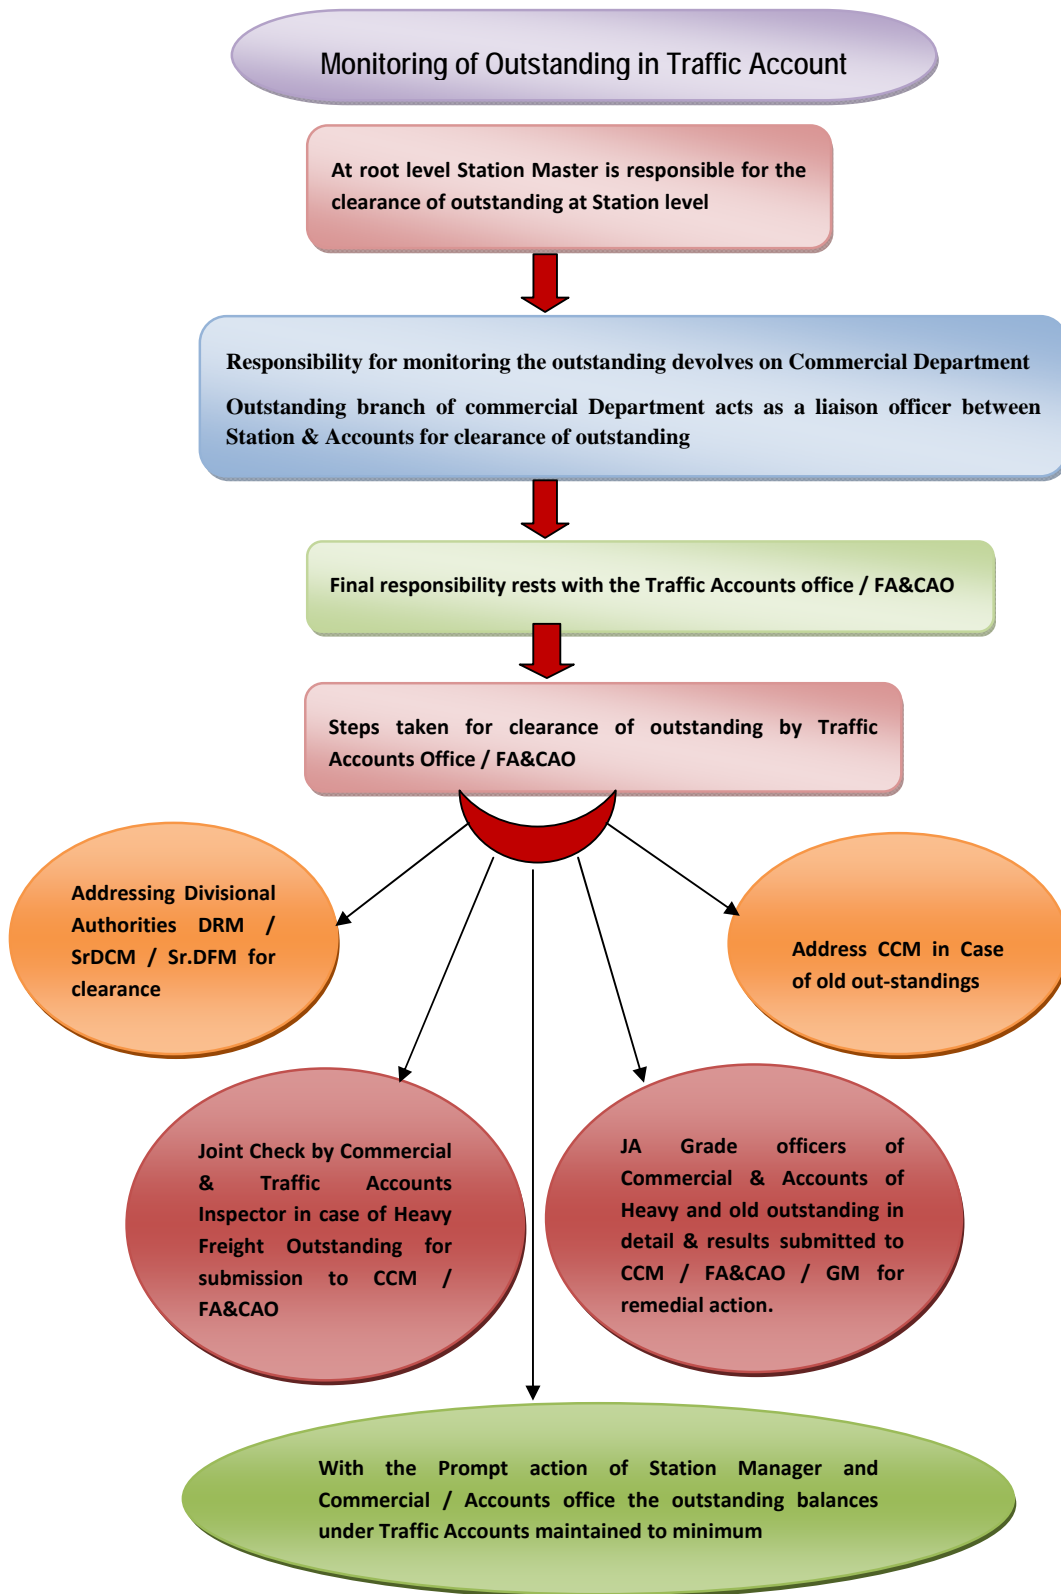 Monitoring of Outstanding in Traffic Account
At root level Station Master is responsible for the
clearance of outstanding at Station level
Responsibility for monitoring the outstanding devolves on Commercial Department
Outstanding branch of commercial Department acts as a liaison officer between
Station & Accounts for clearance of outstanding
Final responsibility rests with the Traffic Accounts office / FA&CAO
Steps taken for clearance of outstanding by Traffic
Accounts Office / FA&CAO
Addressing Divisional
Authorities DRM /
SrDCM / Sr.DFM for
clearance
Address CCM in Case
of old out-standings
Joint Check by Commercial
& Traffic Accounts
Inspector in case of Heavy
Freight Outstanding for
submission to CCM /
FA&CAO
JA Grade officers of
Commercial & Accounts of
Heavy and old outstanding in
detail & results submitted to
CCM / FA&CAO / GM for
remedial action.
With the Prompt action of Station Manager and
Commercial / Accounts office the outstanding balances
under Traffic Accounts maintained to minimum